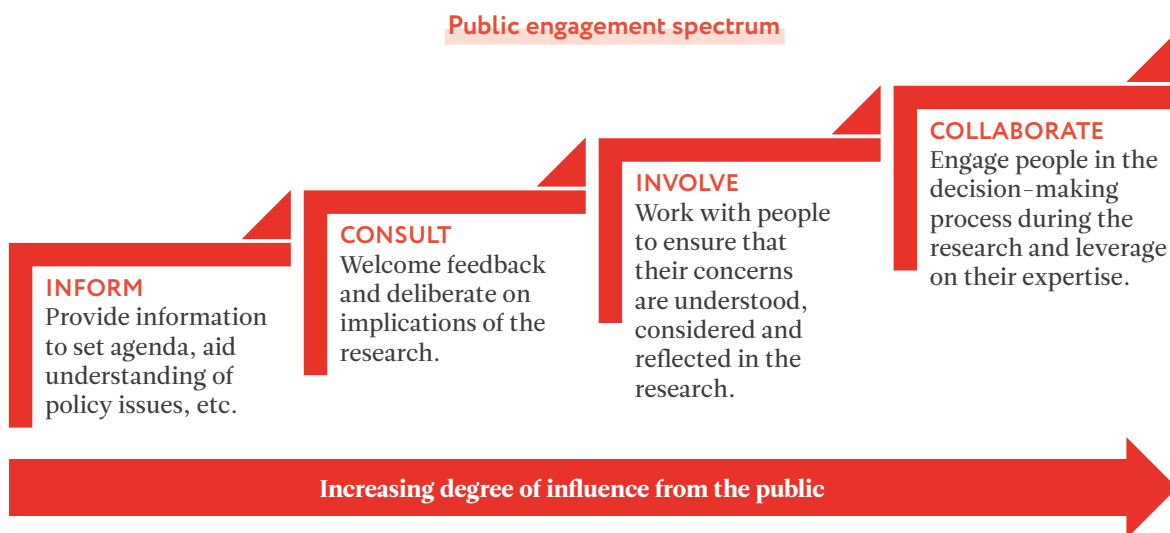 Public engagement spectrum
INFORM
Provide information
to set agenda, aid
understanding of
policy issues, etc.
CONSULT
Welcome feedback
and deliberate on
implications of the
research.
INVOLVE
Work with people
to ensure that
their concerns
are understood,
considered and
reflected in the
research.
COLLABORATE
Engage people in the
decision-making
process during the
research and leverage
on their expertise.
Increasing degree of influence from the public